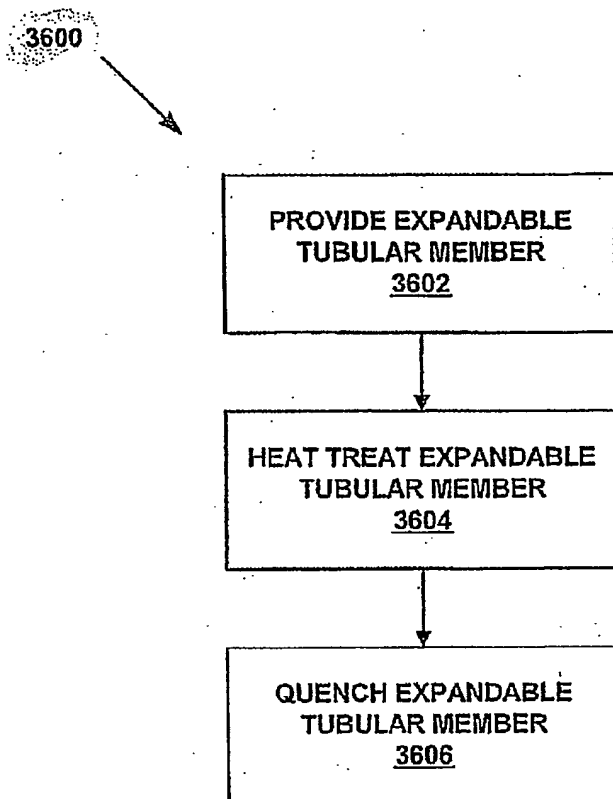 3600
PROVIDE EXPANDABLE
TUBULAR MEMBER
3602
HEAT TREAT EXPANDABLE
TUBULAR MEMBER
3604
QUENCH EXPANDABLE
TUBULAR MEMBER
3606